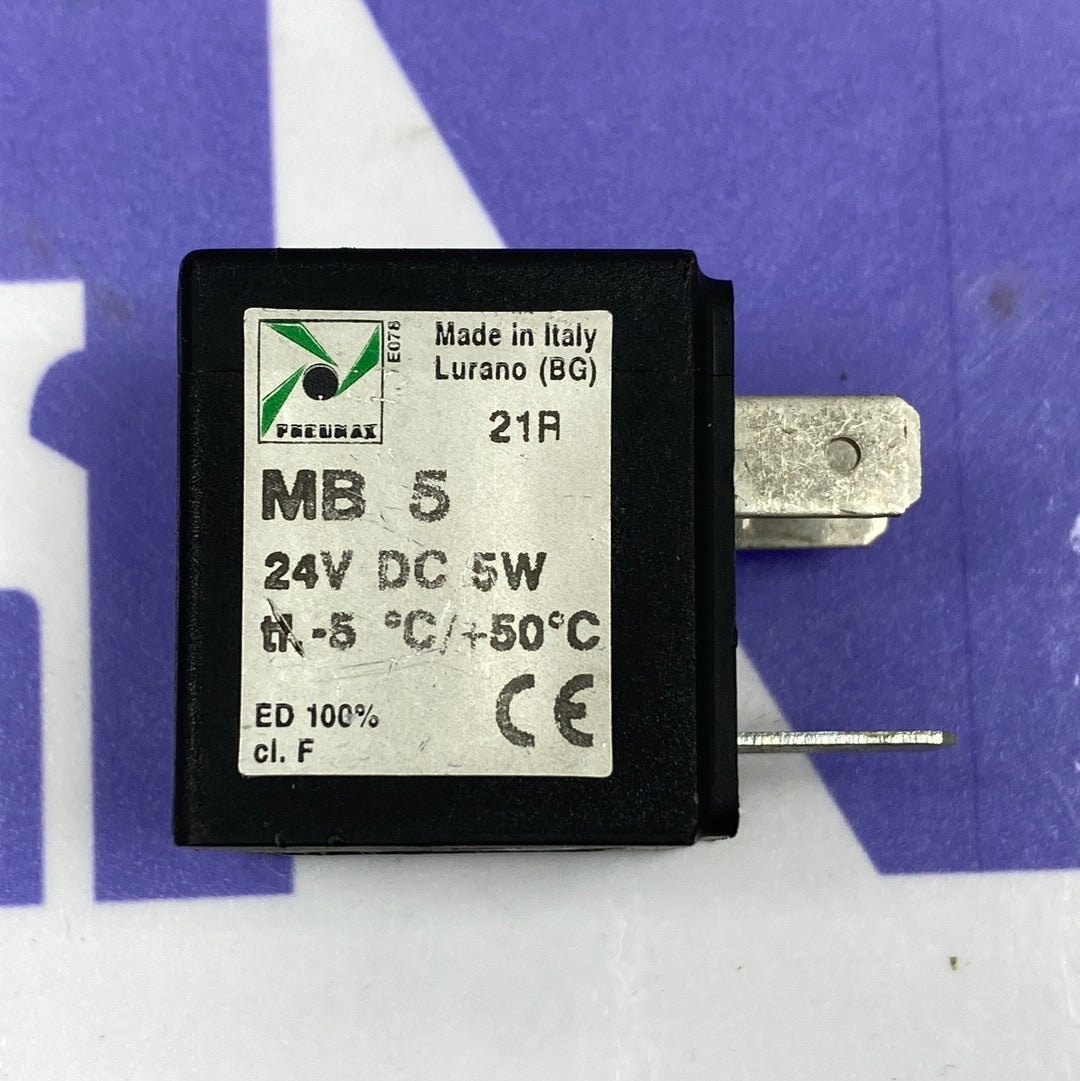 PNEUMAX
E078
Made in Italy
Lurano (BG)
21R
MB 5
24V DC 5W
-5 °C/+50°C
ED 100%
cl. F
CE